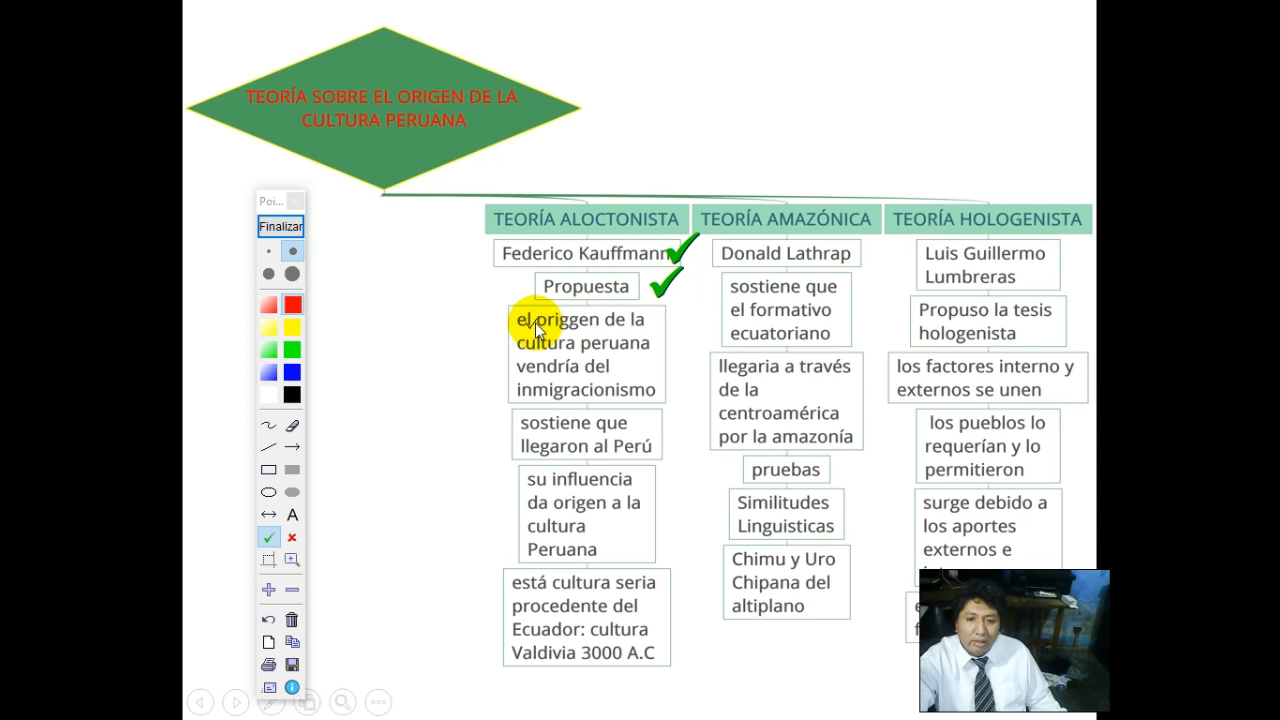 TEORÍA SOBRE EL ORIGEN DE LA
CULTURA PERUANA
Poi...
Finalizar
A
TEORÍA ALOCTONISTA
Federico Kauffmann
Propuesta
el origgen de la
cultura peruana
vendría del
inmigracionismo
sostiene que
llegaron al Perú
su influencia
da origen a la
cultura
Peruana
está cultura seria
procedente del
Ecuador: cultura
Valdivia 3000 A.C
TEORÍA AMAZÓNICA
Donald Lathrap
sostiene que
el formativo
ecuatoriano
llegaria a través
de la
centroamérica
por la amazonía
pruebas
Similitudes
Linguisticas
Chimu y Uro
Chipana del
altiplano
TEORÍA HOLOGENISTA
Luis Guillermo
Lumbreras
Propuso la tesis
hologenista
los factores interno y
externos se unen
los pueblos lo
requerían y lo
permitieron
surge debido a
los aportes
externos e